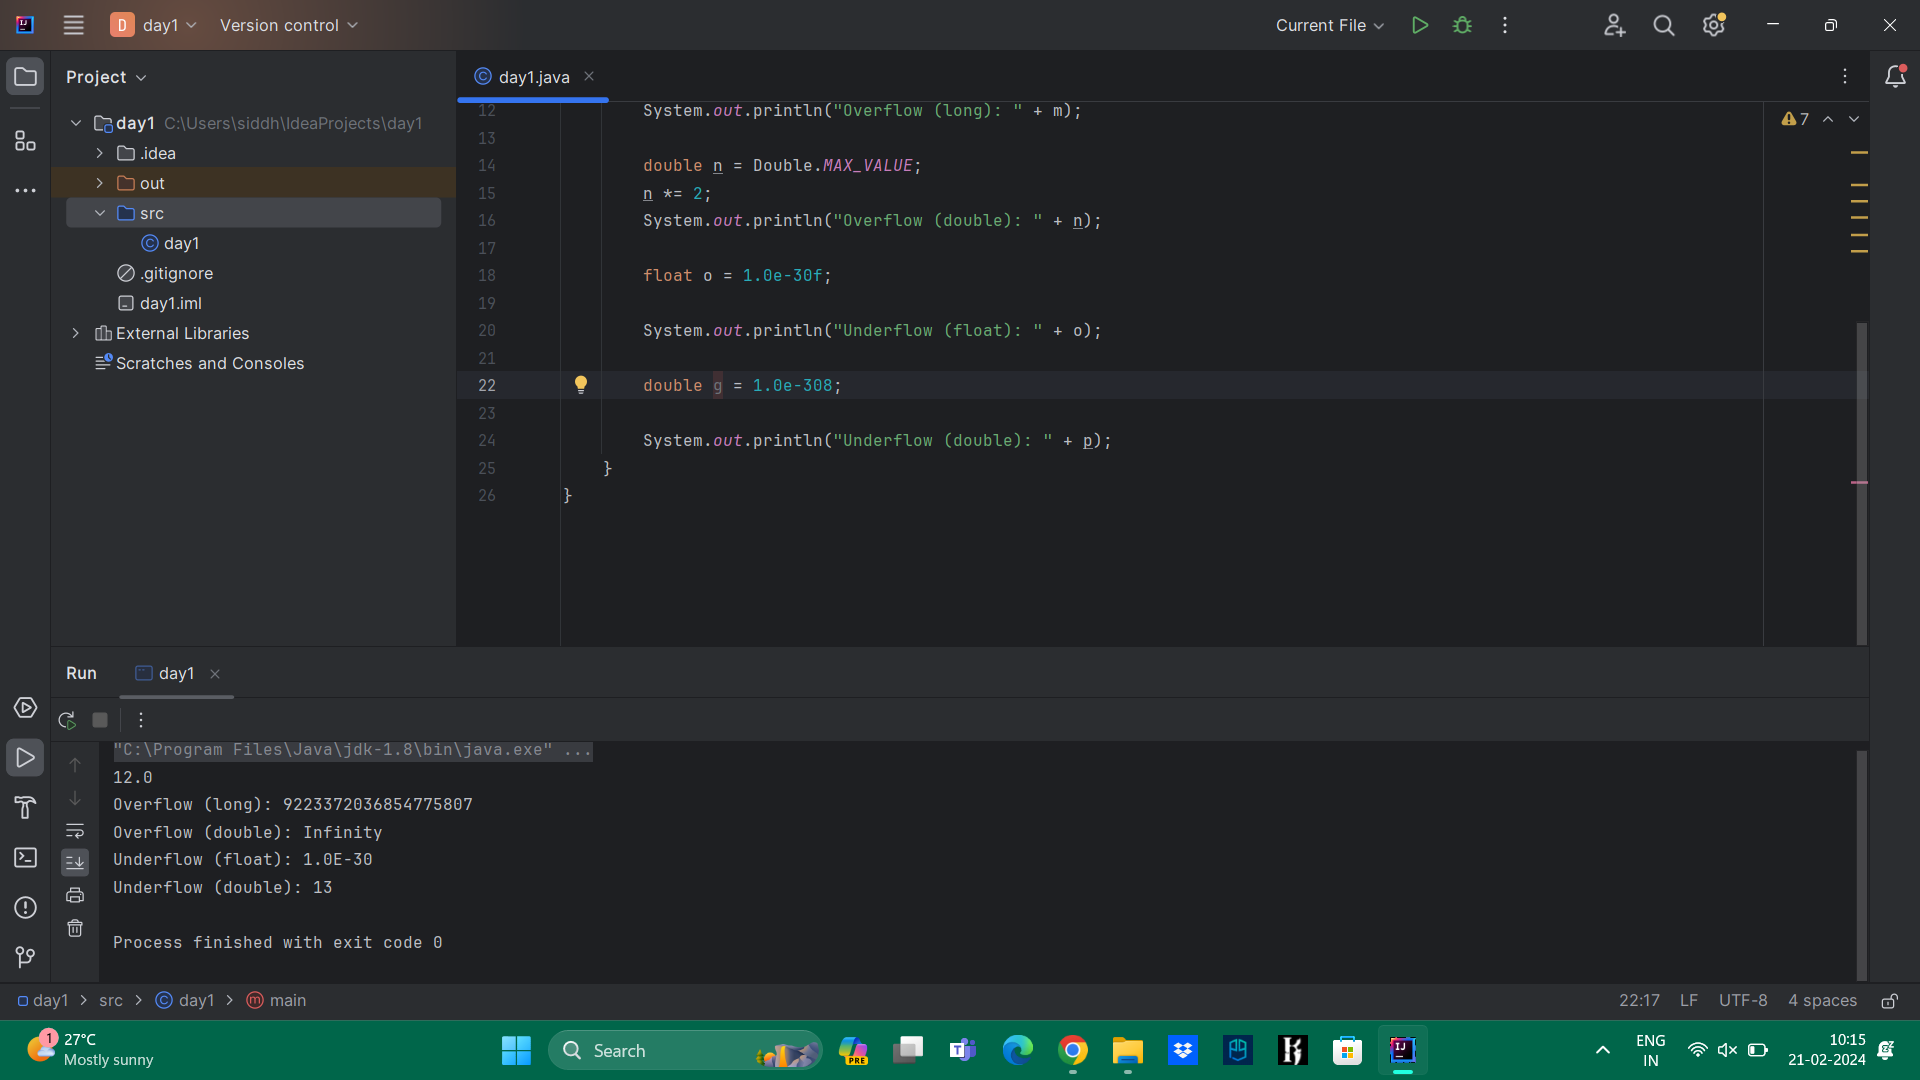 D day1 Version control Current File
Project
day1.java
day1 C:\Users\siddh\IdeaProjects\day1
.idea
out
src
day1
.gitignore
day1.iml
External Libraries
Scratches and Consoles
7
12 System.out.println("Overflow (long): " + m);
13
14 double n = Double.MAX_VALUE;
15 n *= 2;
16 System.out.println("Overflow (double): " + n);
17
18 float o = 1.0e-30f;
19
20 System.out.println("Underflow (float): " + o);
21
22 double g = 1.0e-308;
23
24 System.out.println("Underflow (double): " + p);
25 }
26 }
Run day1
"C:\Program Files\Java\jdk-1.8\bin\java.exe" ...
12.0
Overflow (long): 9223372036854775807
Overflow (double): Infinity
Underflow (float): 1.0E-30
Underflow (double): 13
Process finished with exit code 0
day1 > src > day1 > main
22:17 LF UTF-8 4 spaces
1
27°C
Mostly sunny
Search
PRE
ENG
IN
10:15
21-02-2024